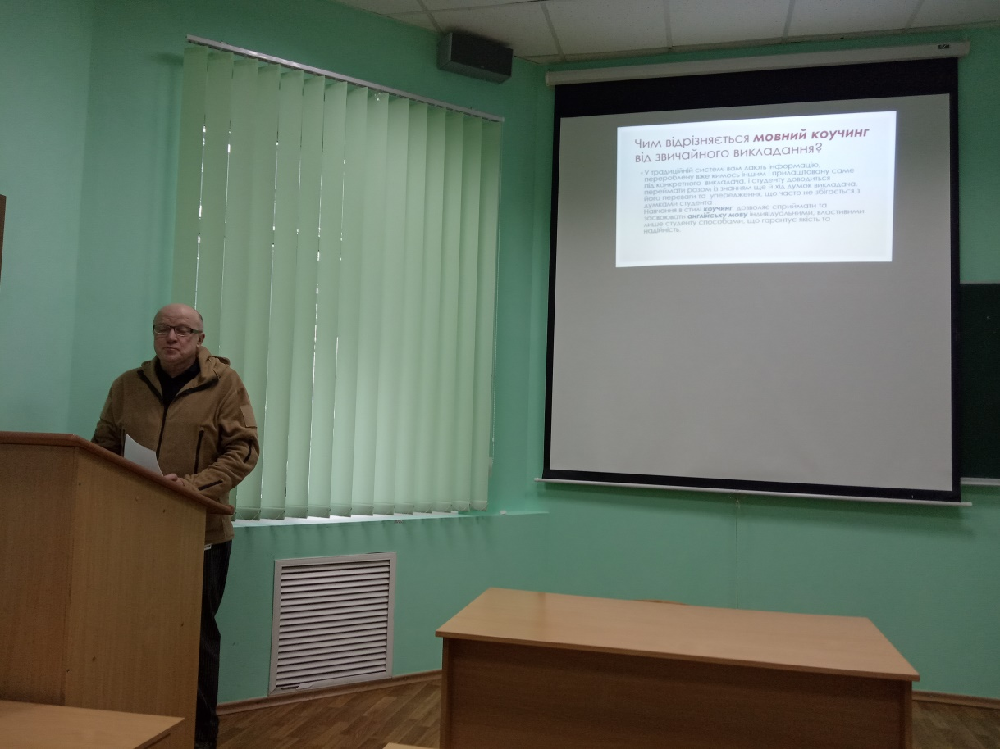 Чим відрізняється мовний коучинг
від звичайного викладання?
У традиційній системі вам дають інформацію,
перероблену вже кимось іншим і прилаштовану саме
під конкретного викладача, і студенту доводиться
переймати разом із знанням ще й хід думок викладача,
його переваги та упередження, що часто не збігається з
думками студента .
Навчання в стилі коучинг дозволяє сприймати та
засвоювати англійську мову індивідуальними, властивими
лише студенту способами, що гарантує якість та
надійність.